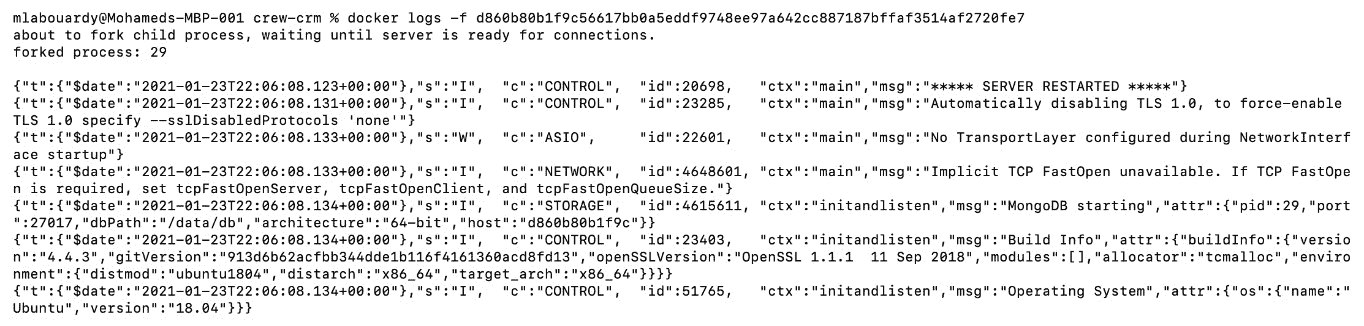 mlabouardy@Mohameds-MBP-001 crew-crm % docker logs -f d860b80b1f9c56617bb0a5eddf9748ee97a642cc887187bffaf3514af2720fe7
about to fork child process, waiting until server is ready for connections.
forked process: 29
{"t":{"$date":"2021-01-23T22:06:08.123+00:00"},"s":"I",  "c":"CONTROL",  "id":20698,   "ctx":"main","msg":"***** SERVER RESTARTED *****"}
{"t":{"$date":"2021-01-23T22:06:08.131+00:00"},"s":"I",  "c":"CONTROL",  "id":23285,   "ctx":"main","msg":"Automatically disabling TLS 1.0, to force-enable
TLS 1.0 specify --sslDisabledProtocols 'none'"}
{"t":{"$date":"2021-01-23T22:06:08.133+00:00"},"s":"W",  "c":"ASIO",     "id":22601,   "ctx":"main","msg":"No TransportLayer configured during NetworkInterf
ace startup"}
{"t":{"$date":"2021-01-23T22:06:08.133+00:00"},"s":"I",  "c":"NETWORK",  "id":4648601, "ctx":"main","msg":"Implicit TCP FastOpen unavailable. If TCP FastOpe
n is required, set tcpFastOpenServer, tcpFastOpenClient, and tcpFastOpenQueueSize."}
{"t":{"$date":"2021-01-23T22:06:08.134+00:00"},"s":"I",  "c":"STORAGE",  "id":4615611, "ctx":"initandlisten","msg":"MongoDB starting","attr":{"pid":29,"port
":27017,"dbPath":"/data/db","architecture":"64-bit","host":"d860b80b1f9c"}}
{"t":{"$date":"2021-01-23T22:06:08.134+00:00"},"s":"I",  "c":"CONTROL",  "id":23403,   "ctx":"initandlisten","msg":"Build Info","attr":{"buildInfo":{"versio
n":"4.4.3","gitVersion":"913d6b62acfbb344dde1b116f4161360acd8fd13","openSSLVersion":"OpenSSL 1.1.1  11 Sep 2018","modules":[],"allocator":"tcmalloc","enviro
nment":{"distmod":"ubuntu1804","distarch":"x86_64","target_arch":"x86_64"}}}}
{"t":{"$date":"2021-01-23T22:06:08.134+00:00"},"s":"I",  "c":"CONTROL",  "id":51765,   "ctx":"initandlisten","msg":"Operating System","attr":{"os":{"name":"
Ubuntu","version":"18.04"}}}